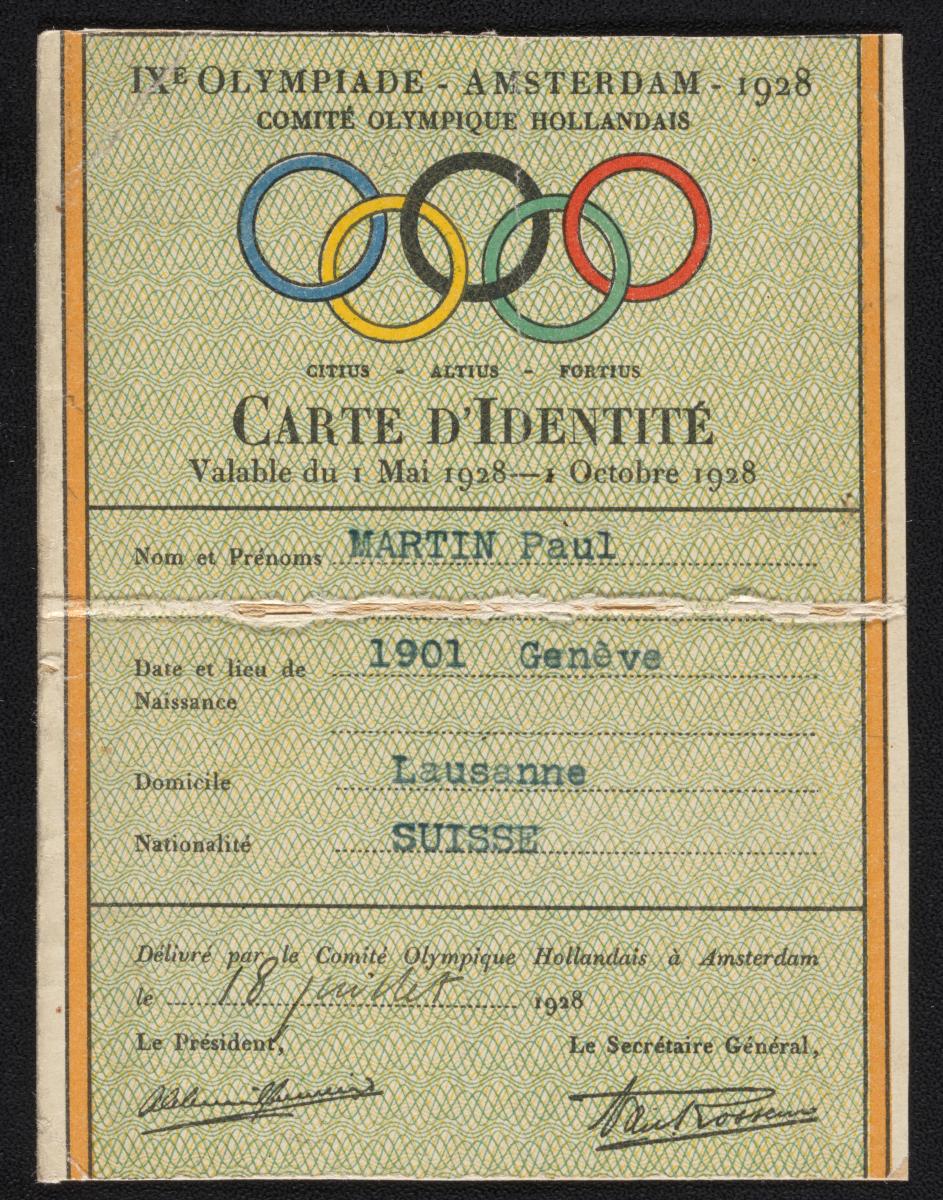 IXE OLYMPIADE - AMSTERDAM - 1928
COMITÉ OLYMPIQUE HOLLANDAIS
CITIUS - ALTIUS - FORTIUS
CARTE D'IDENTITÉ
Valable du 1 Mai 1928—1 Octobre 1928
Nom et Prénoms MARTIN Paul
Date et lieu de 1901 Genève
Naissance
Domicile Lausanne
Nationalité SUISSE
Délivré par le Comité Olympique Hollandais à Amsterdam
le 18 juillet 1928
Le Président, Le Secrétaire Général,